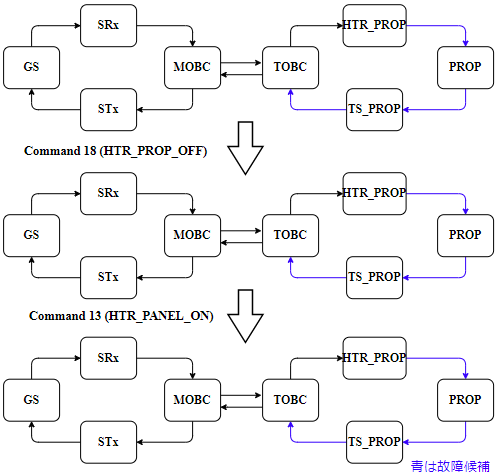 SRx
HTR_PROP
GS
MOBC
TOBC
PROP
STx
TS_PROP
Command 18 (HTR_PROP_OFF)
SRx
HTR_PROP
GS
MOBC
TOBC
PROP
STx
TS_PROP
Command 13 (HTR_PANEL_ON)
SRx
HTR_PROP
GS
MOBC
TOBC
PROP
STx
TS_PROP
青は故障候補